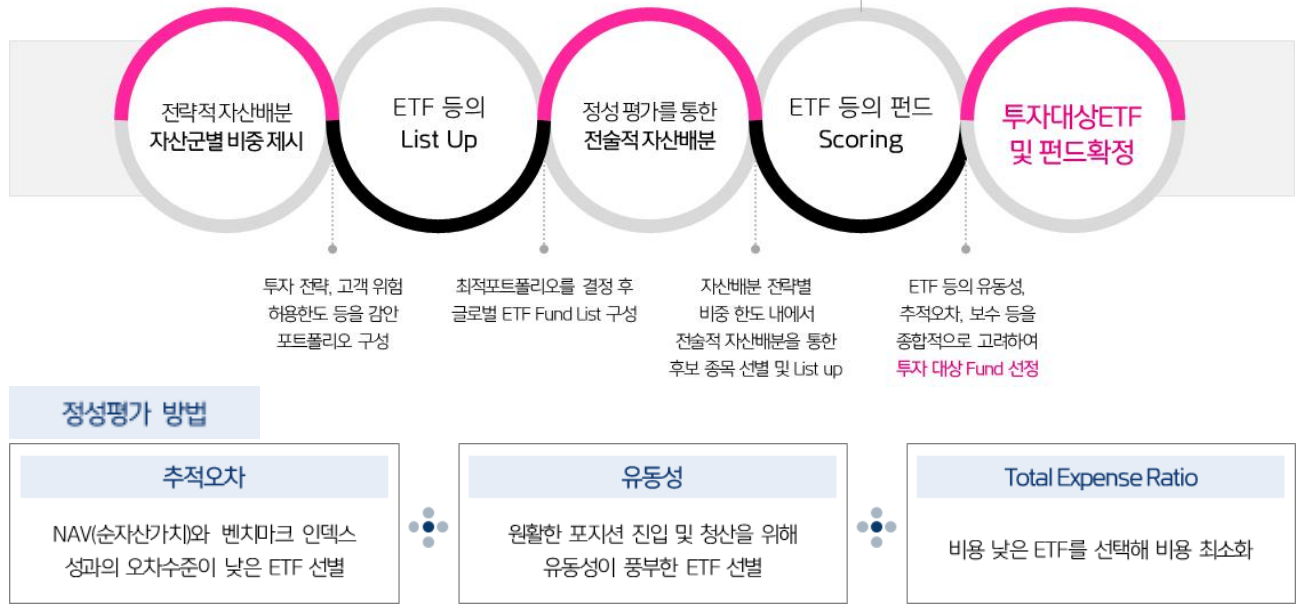 전략적 자산배분
자산군별 비중 제시
ETF 등의
List Up
정성 평가를 통한
전술적 자산배분
ETF 등의 펀드
Scoring
투자대상ETF
및 펀드확정
투자 전략, 고객 위험
허용한도 등을 감안
포트폴리오 구성
최적포트폴리오를 결정 후
글로벌 ETF Fund List 구성
자산배분 전략별
비중 한도 내에서
전술적 자산배분을 통한
후보 종목 선별 및 List up
ETF 등의 유동성,
추적오차, 보수 등을
종합적으로 고려하여
투자 대상 Fund 선정
정성평가 방법
추적오차
NAV(순자산가치)와 벤치마크 인덱스
성과의 오차수준이 낮은 ETF 선별
유동성
원활한 포지션 진입 및 청산을 위해
유동성이 풍부한 ETF 선별
Total Expense Ratio
비용 낮은 ETF를 선택해 비용 최소화